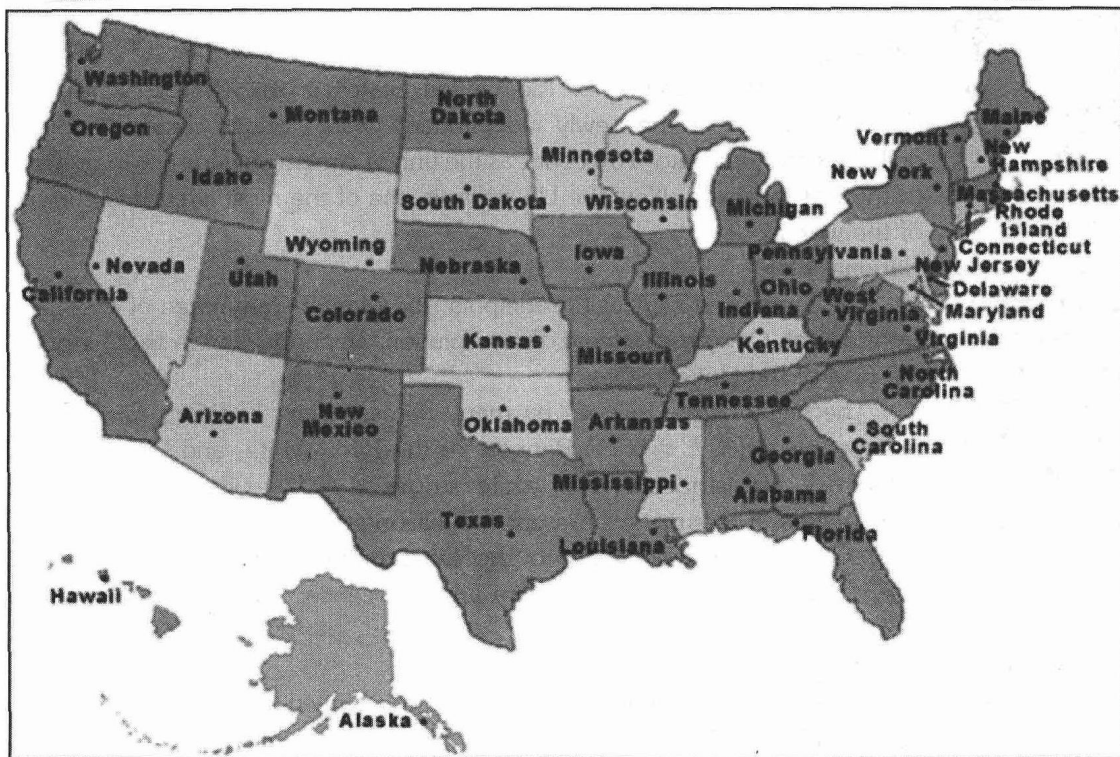 Washington
Montana
North
Dakota
Maine
Oregon
Vermont
New
Hampshire
Minnesota
Idaho
New York
South Dakota
Wisconsin
Michigan
Massachusetts
Rhode
Island
Wyoming
Connecticut
Nevada
Utah
Nebraska
Iowa
Illinois
Indiana
Ohio
Pennsylvania
New Jersey
Delaware
Maryland
California
Colorado
West
Virginia
Kansas
Missouri
Kentucky
Virginia
Arizona
New
Mexico
Oklahoma
Arkansas
Tennessee
North
Carolina
South
Carolina
Georgia
Mississippi
Alabama
Texas
Louisiana
Florida
Hawaii
Alaska